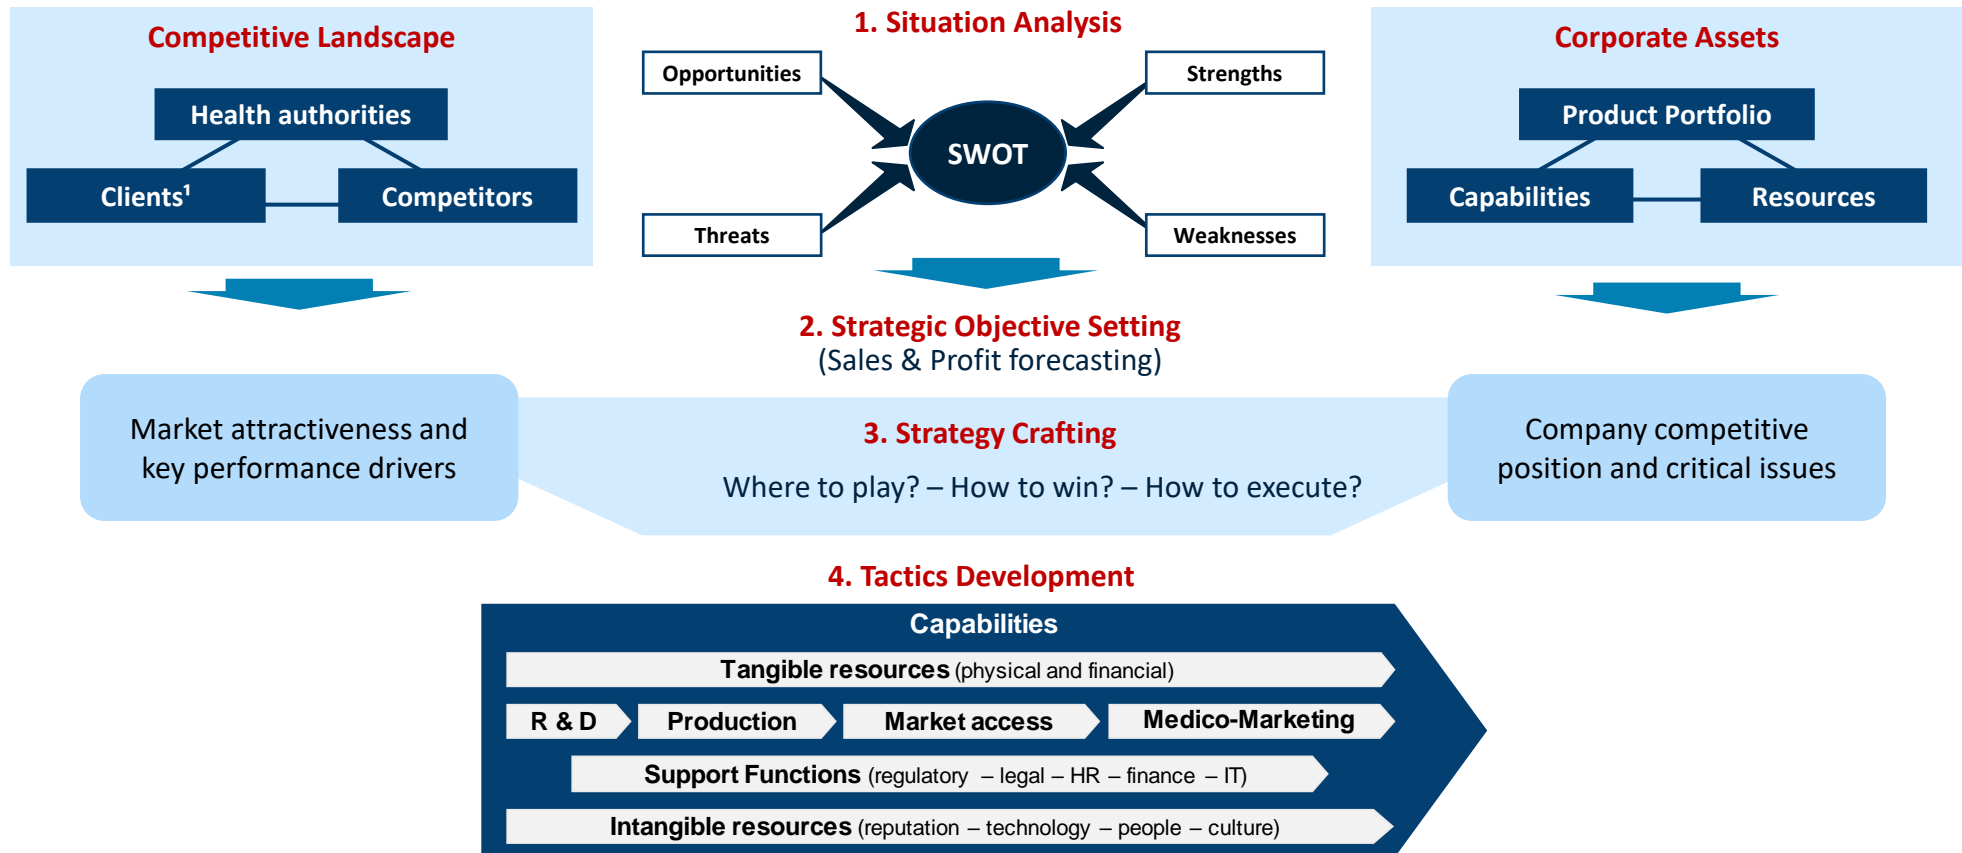 Competitive Landscape
Health authorities
Clients¹
Competitors
1. Situation Analysis
Opportunities
Strengths
SWOT
Threats
Weaknesses
Corporate Assets
Product Portfolio
Capabilities
Resources
2. Strategic Objective Setting
(Sales & Profit forecasting)
Market attractiveness and
key performance drivers
3. Strategy Crafting
Where to play? – How to win? – How to execute?
Company competitive
position and critical issues
4. Tactics Development
Capabilities
Tangible resources (physical and financial)
R & D
Production
Market access
Medico-Marketing
Support Functions (regulatory – legal – HR – finance – IT)
Intangible resources (reputation – technology – people – culture)